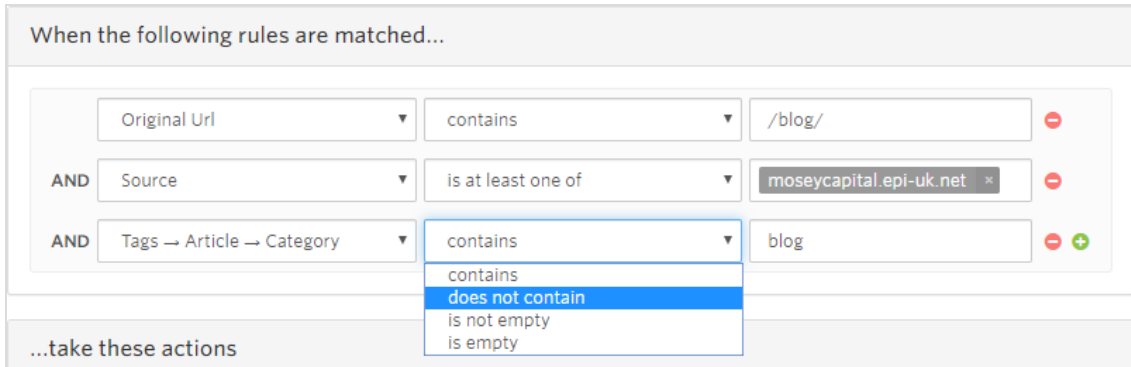 When the following rules are matched...
Original Url contains /blog/
AND Source is at least one of moseycapital.epi-uk.net ×
AND Tags → Article → Category contains blog
contains
does not contain
is not empty
is empty
...take these actions